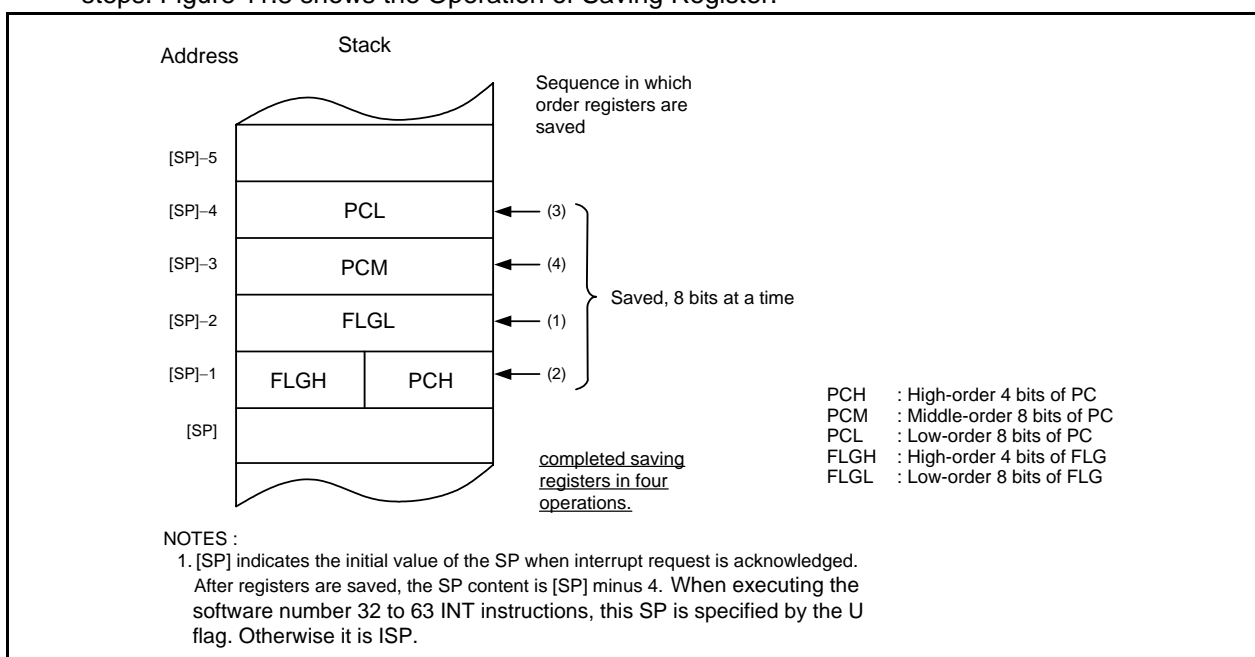 steps. Figure 11.8 shows the Operation of Saving Register.
Address
Stack
Sequence in which
order registers are
saved
[SP]−5
[SP]−4
PCL
(3)
[SP]−3
PCM
(4)
Saved, 8 bits at a time
[SP]−2
FLGL
(1)
[SP]−1
FLGH
PCH
(2)
[SP]
PCH : High-order 4 bits of PC
PCM : Middle-order 8 bits of PC
PCL : Low-order 8 bits of PC
FLGH : High-order 4 bits of FLG
FLGL : Low-order 8 bits of FLG
completed saving
registers in four
operations.
NOTES :
1. [SP] indicates the initial value of the SP when interrupt request is acknowledged.
After registers are saved, the SP content is [SP] minus 4. When executing the
software number 32 to 63 INT instructions, this SP is specified by the U
flag. Otherwise it is ISP.